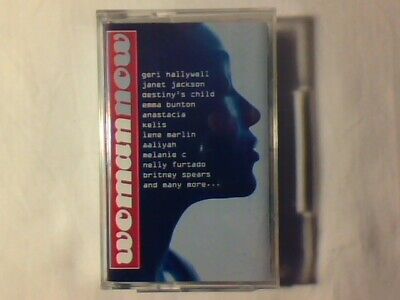 womannow
geri hallywell
janet jackson
destiny's child
emma bunton
anastacia
kelis
lene marlin
aaliyah
melanie c
nelly furtado
britney spears
and many more...